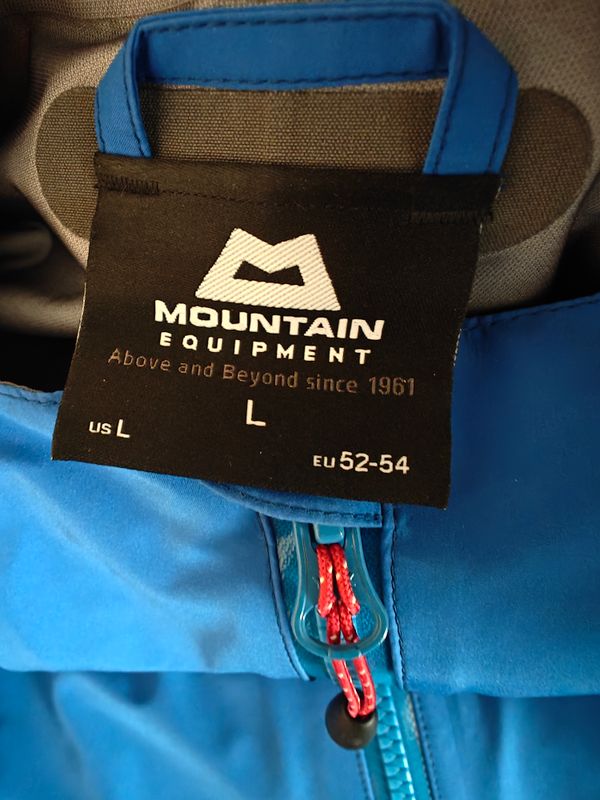 MOUNTAIN
EQUIPMENT
Above and Beyond since 1961
L
US L
EU 52-54